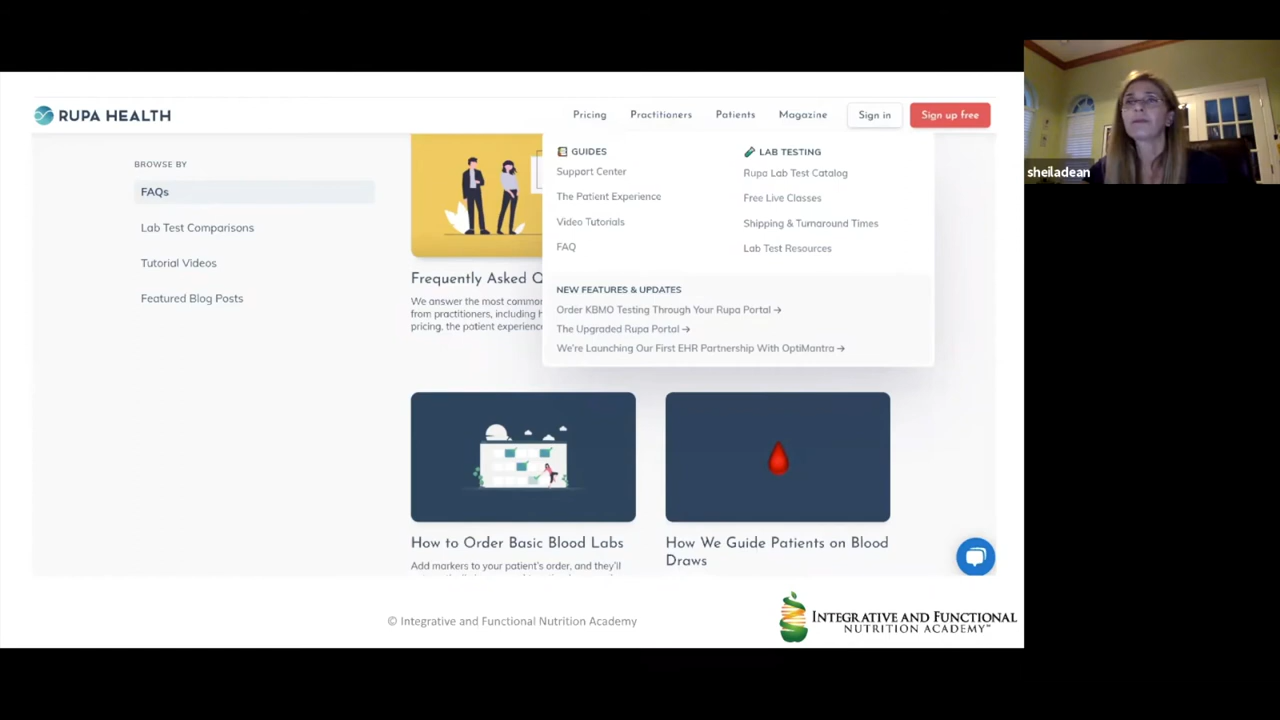 RUPA HEALTH
Pricing
Practitioners
Patients
Magazine
Sign in
Sign up free
BROWSE BY
FAQs
Lab Test Comparisons
Tutorial Videos
Featured Blog Posts
GUIDES
Support Center
The Patient Experience
Video Tutorials
FAQ
LAB TESTING
Rupa Lab Test Catalog
Free Live Classes
Shipping & Turnaround Times
Lab Test Resources
NEW FEATURES & UPDATES
Order KBMO Testing Through Your Rupa Portal →
The Upgraded Rupa Portal →
We're Launching Our First EHR Partnership With OptiMantra →
Frequently Asked Q
We answer the most common
from practitioners, including h
pricing, the patient experience
How to Order Basic Blood Labs
Add markers to your patient's order, and they'll
How We Guide Patients on Blood
Draws
© Integrative and Functional Nutrition Academy
INTEGRATIVE AND FUNCTIONAL
NUTRITION ACADEMY™
sheiladean